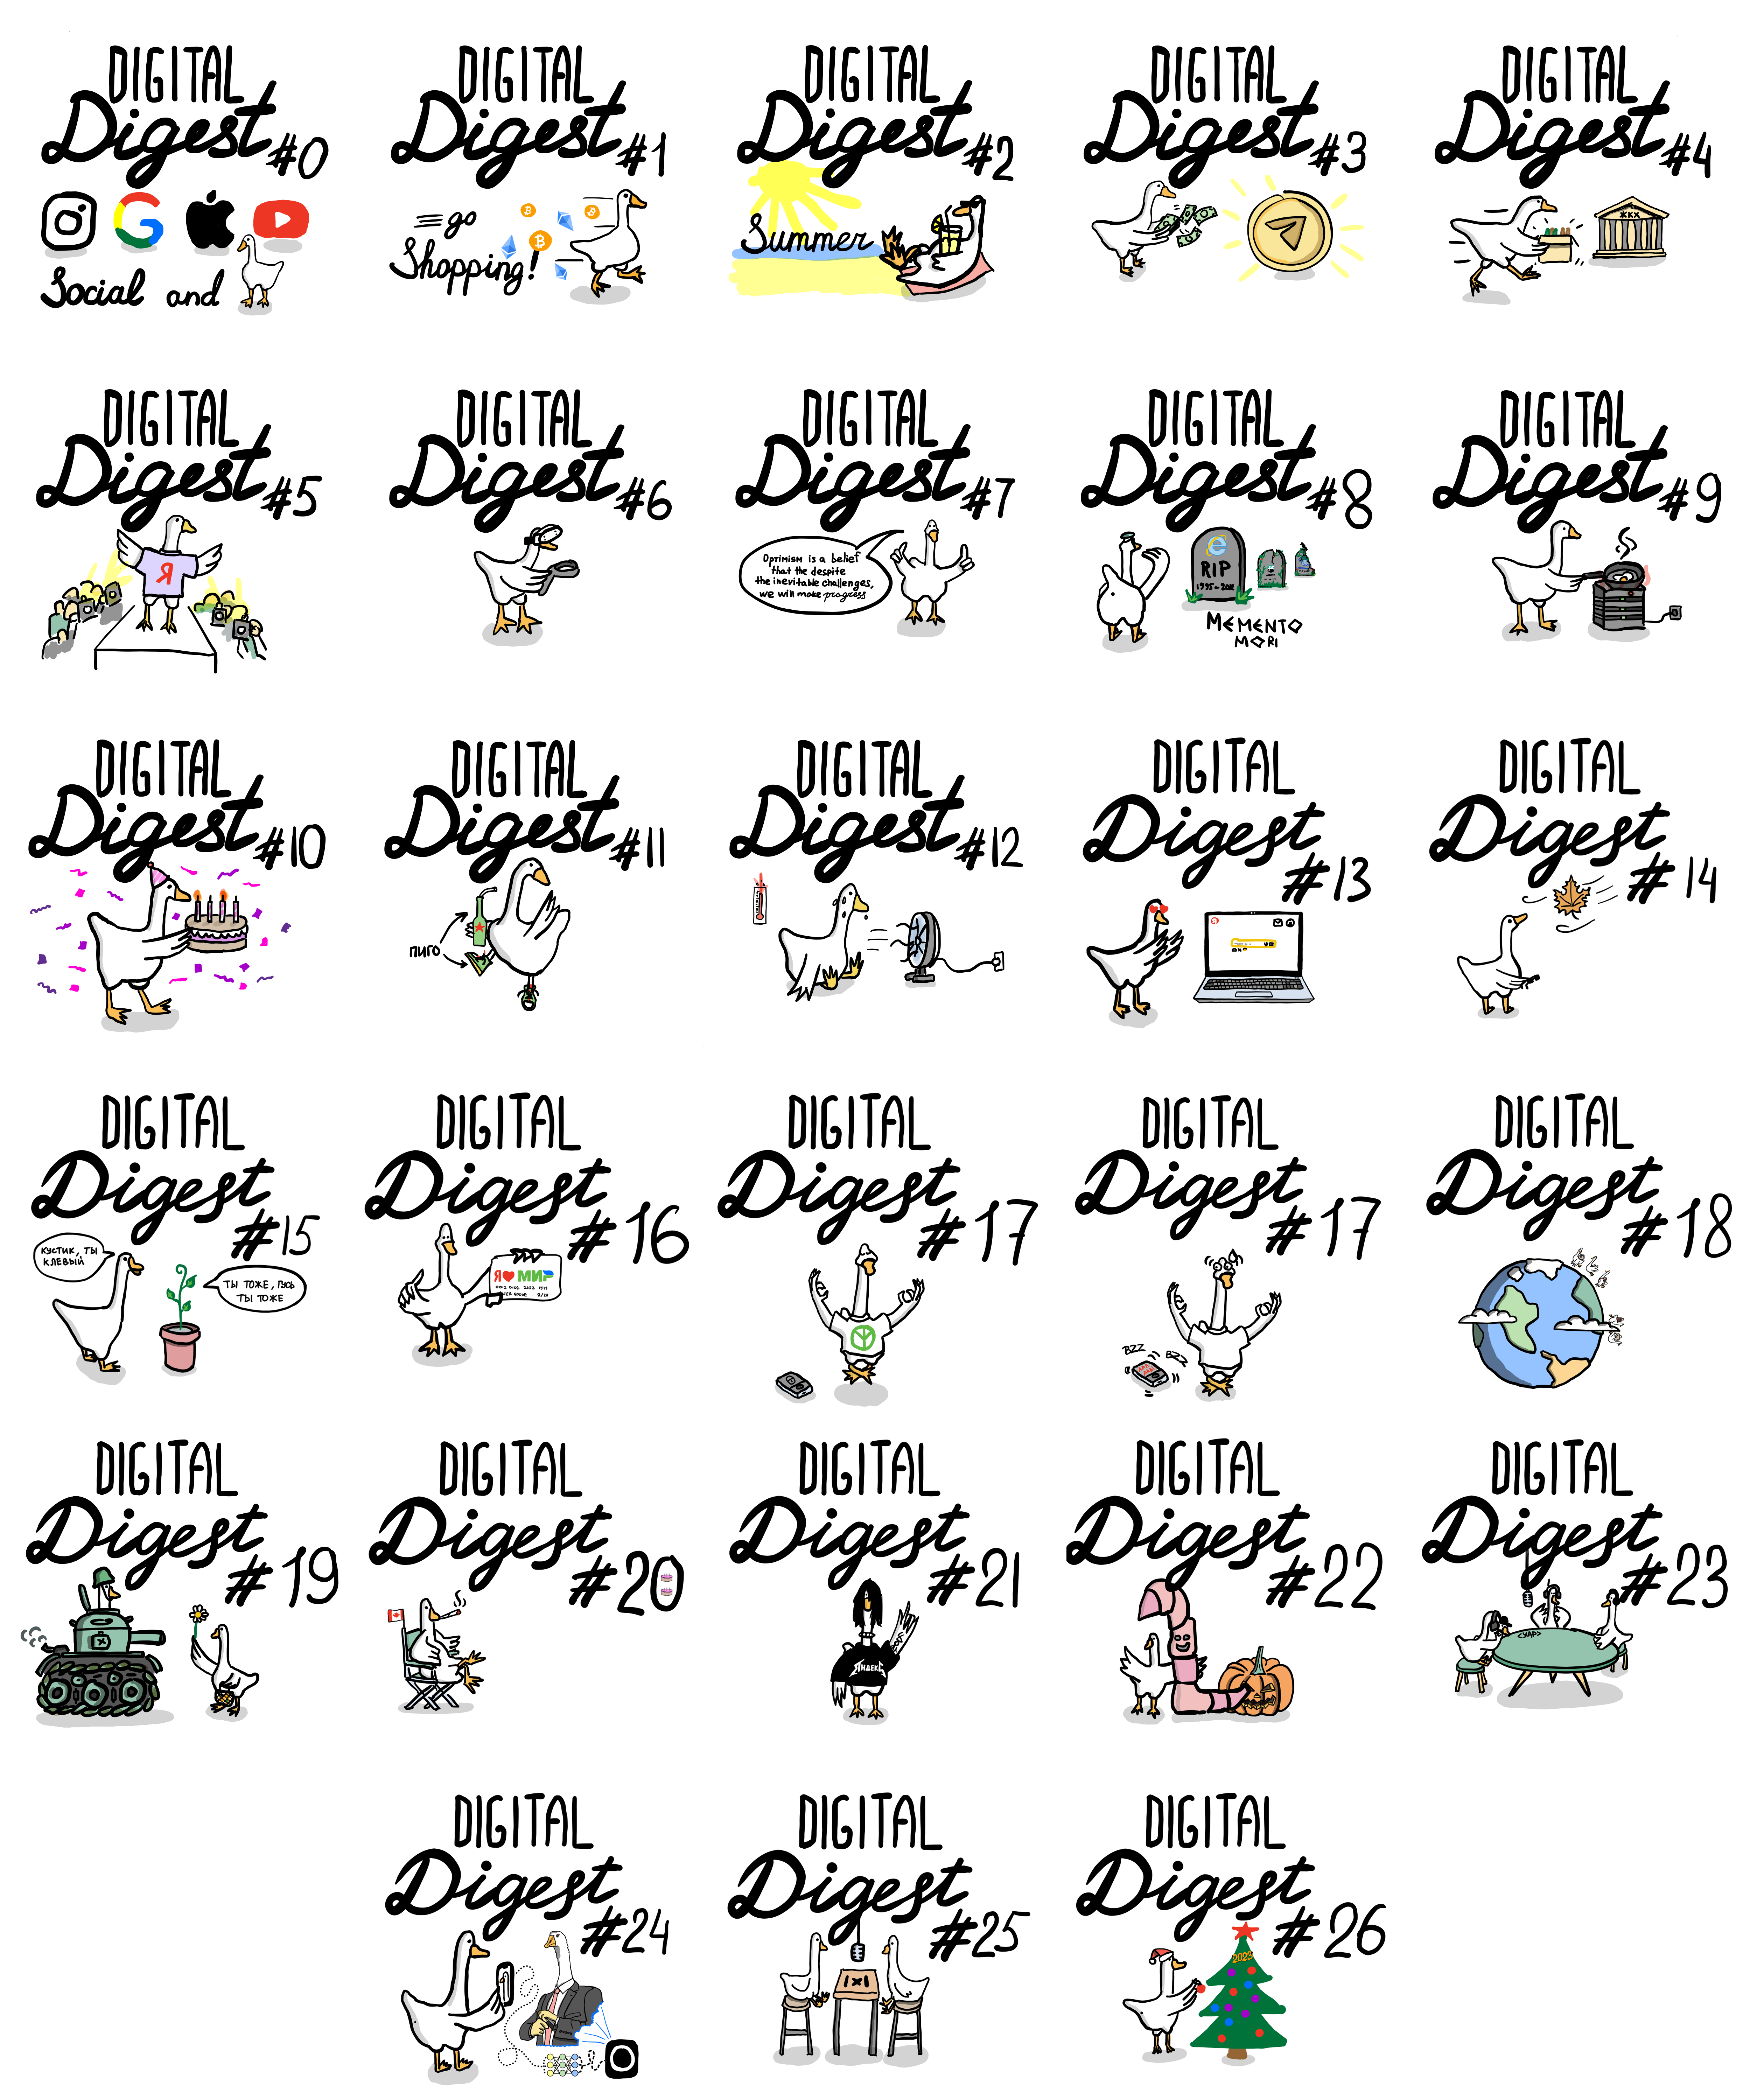 DIGITAL
Digest #0
Social and
DIGITAL
Digest #1
go
Shopping!
DIGITAL
Digest #2
Summer
DIGITAL
Digest #3
DIGITAL
Digest #4
ЖКХ
DIGITAL
Digest #5
Я
DIGITAL
Digest #6
DIGITAL
Digest #7
Optimism is a belief
that the despite
the inevitable challenges,
we will make progress
DIGITAL
Digest #8
RIP
MEMENTO
MORI
DIGITAL
Digest #9
DIGITAL
Digest #10
DIGITAL
Digest #11
ПИГО
DIGITAL
Digest #12
DIGITAL
Digest
#13
DIGITAL
Digest
#14
DIGITAL
Digest
#15
КУСТИК, ТЫ
КЛЕВЫЙ
ТЫ ТОЖЕ, ГУСЬ
ТЫ ТОЖЕ
DIGITAL
Digest
#16
Я МИР
DIGITAL
Digest
#17
DIGITAL
Digest
#17
BZZ
BZZ
DIGITAL
Digest
#18
DIGITAL
Digest
#19
DIGITAL
Digest
#20
DIGITAL
Digest
#21
ЯНДЕКС
DIGITAL
Digest
#22
DIGITAL
Digest
#23
<УАР>
DIGITAL
Digest
#24
DIGITAL
Digest
#25
DIGITAL
Digest
#26
2023